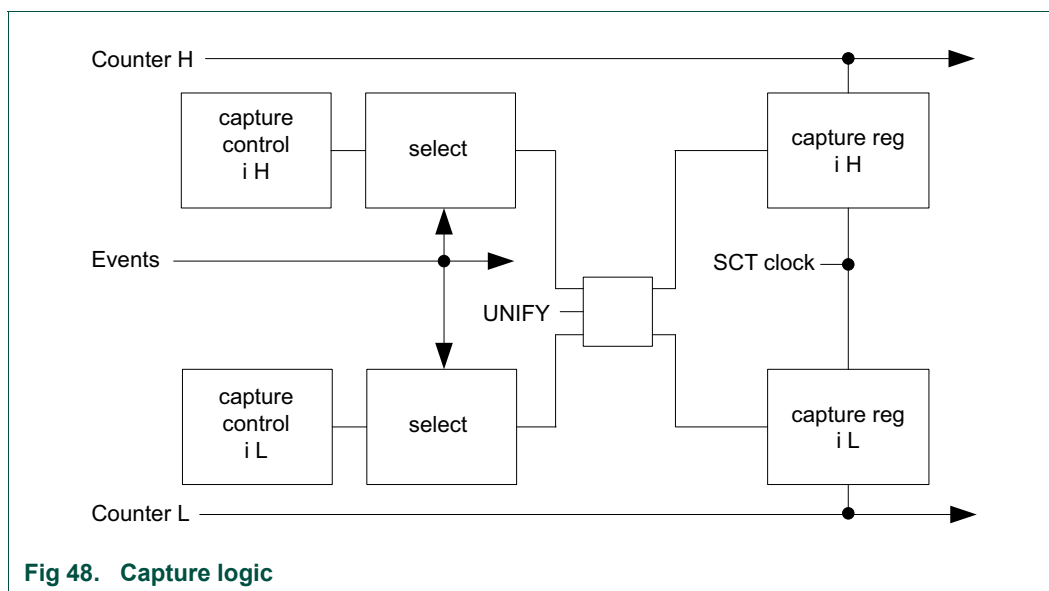 Counter H
capture
control
i H
select
capture reg
i H
Events
SCT clock
UNIFY
capture
control
i L
select
capture reg
i L
Counter L
Fig 48. Capture logic